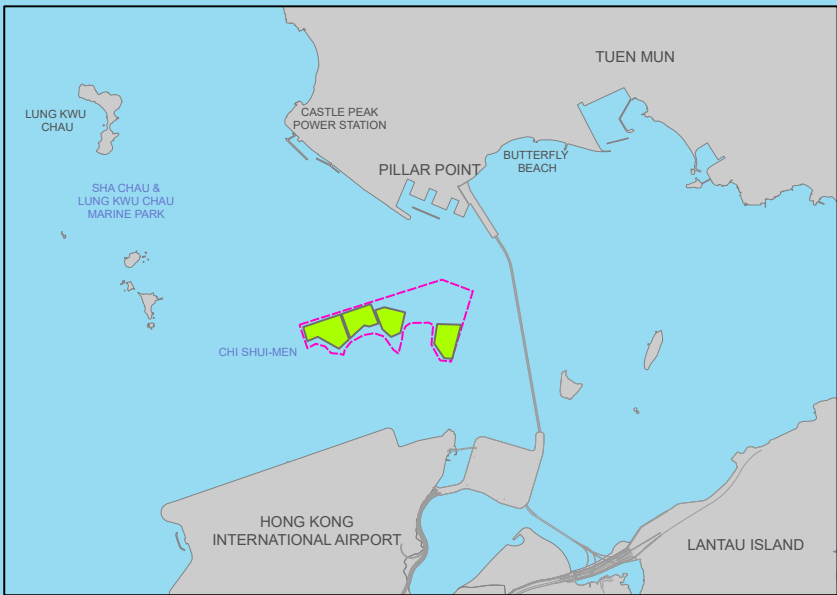 TUEN MUN
LUNG KWU
CHAU
CASTLE PEAK
POWER STATION
PILLAR POINT
BUTTERFLY
BEACH
SHA CHAU &
LUNG KWU CHAU
MARINE PARK
CHI SHUI-MEN
HONG KONG
INTERNATIONAL AIRPORT
LANTAU ISLAND